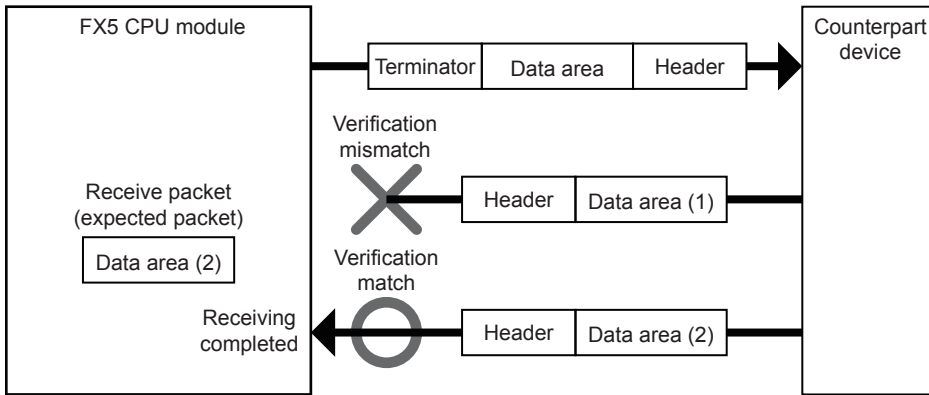 FX5 CPU module
Counterpart
device
Terminator
Data area
Header
Verification
mismatch
Header
Data area (1)
Receive packet
(expected packet)
Data area (2)
Verification
match
Receiving
completed
Header
Data area (2)